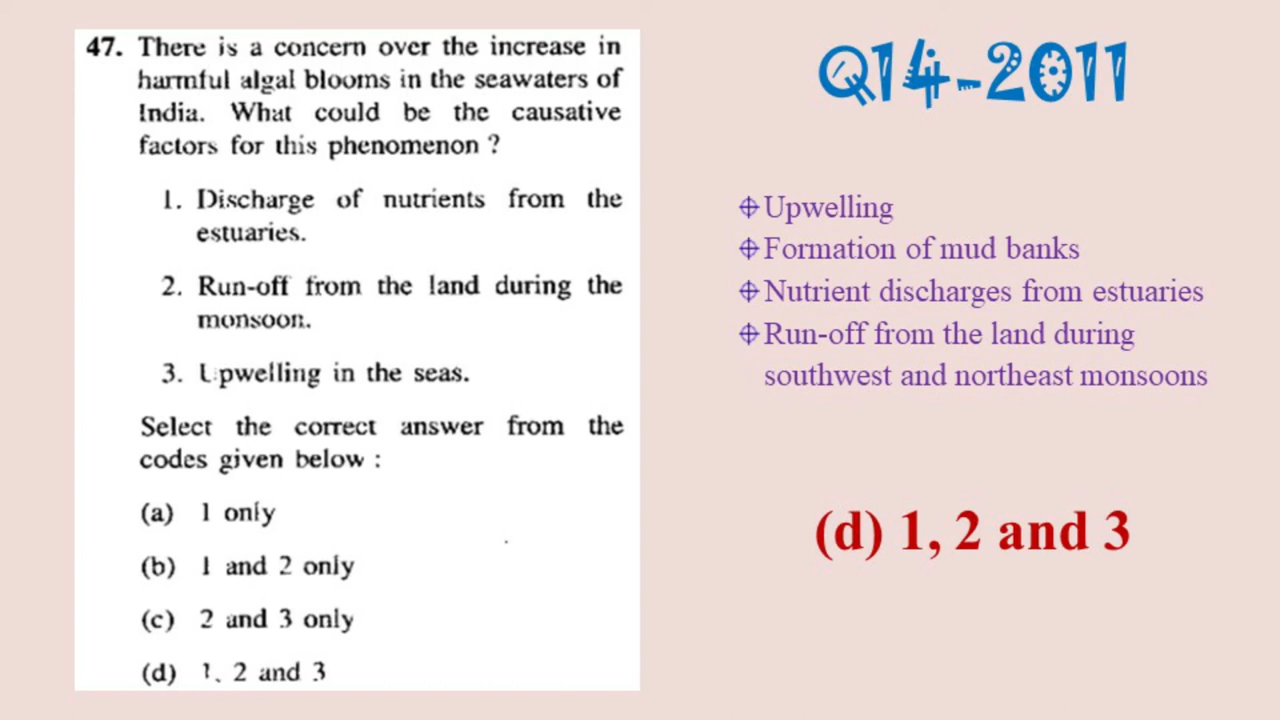 47. There is a concern over the increase in
harmful algal blooms in the seawaters of
India. What could be the causative
factors for this phenomenon ?
1. Discharge of nutrients from the
estuaries.
2. Run-off from the land during the
monsoon.
3. Upwelling in the seas.
Select the correct answer from the
codes given below :
(a) 1 only
(b) 1 and 2 only
(c) 2 and 3 only
(d) 1, 2 and 3
Q14-2011
Upwelling
Formation of mud banks
Nutrient discharges from estuaries
Run-off from the land during
southwest and northeast monsoons
(d) 1, 2 and 3